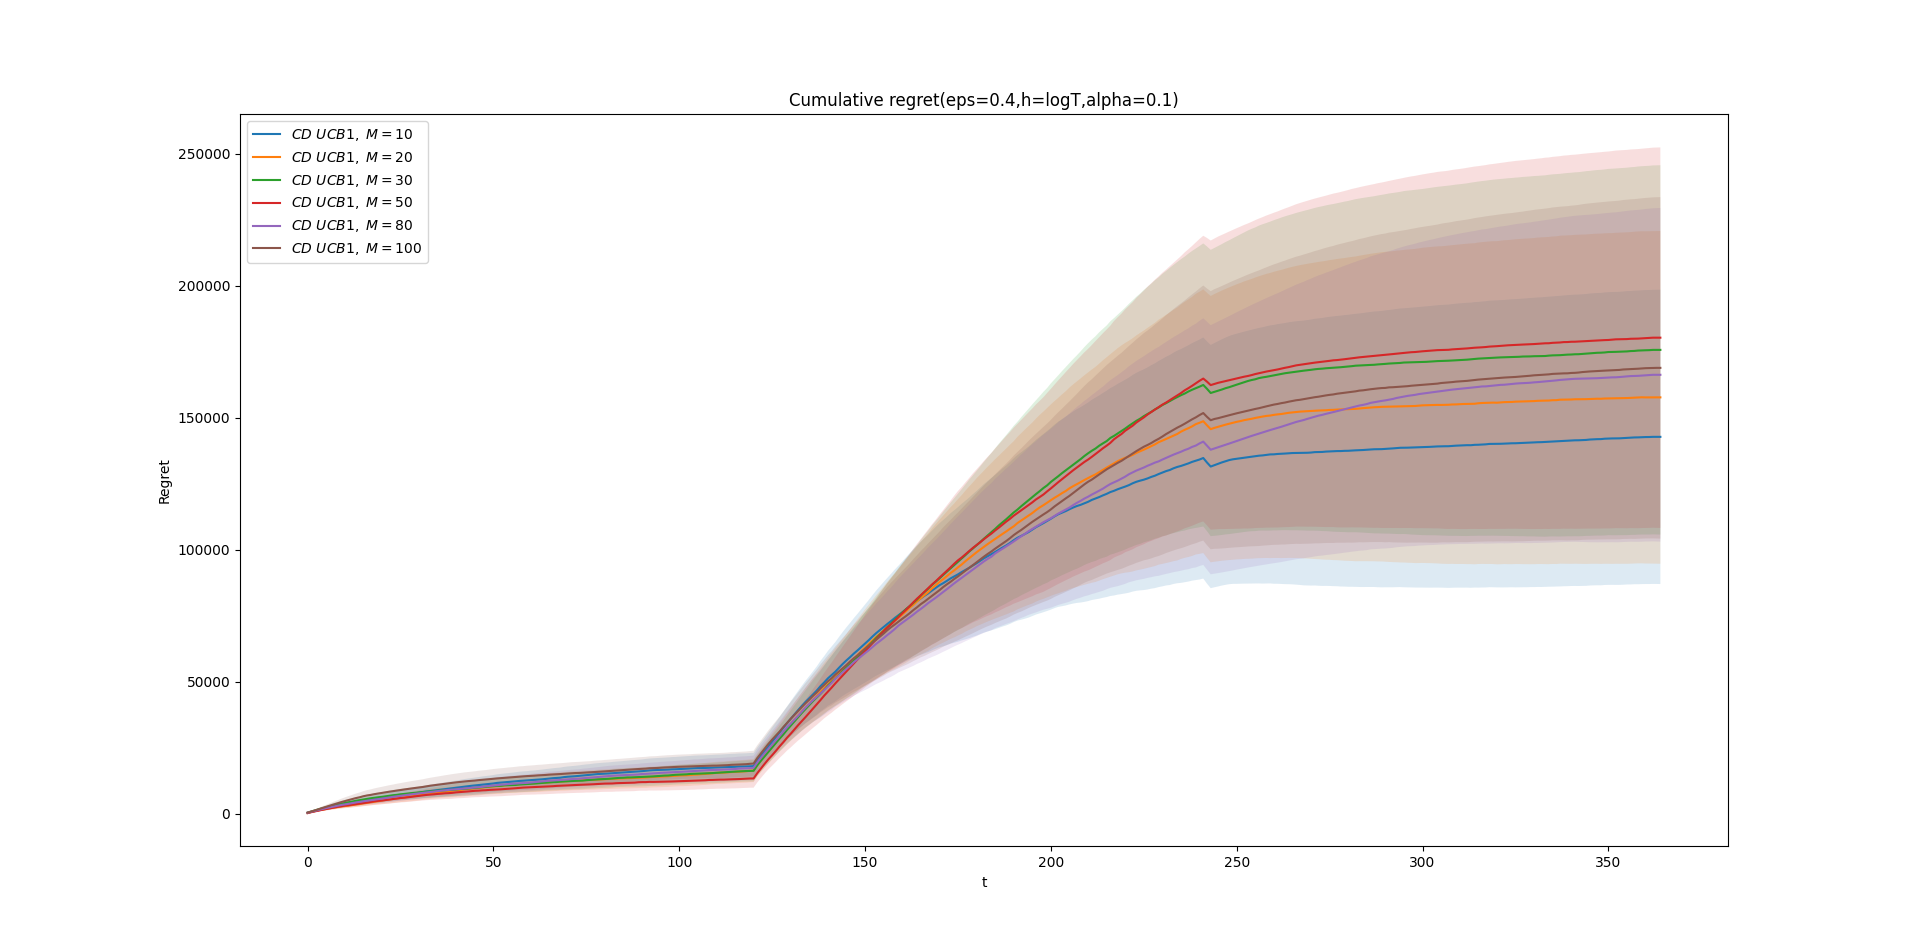 Cumulative regret(eps=0.4,h=logT,alpha=0.1)
CD UCB1, M = 10
CD UCB1, M = 20
CD UCB1, M = 30
CD UCB1, M = 50
CD UCB1, M = 80
CD UCB1, M = 100
Regret
250000
200000
150000
100000
50000
0
0 50 100 150 200 250 300 350
t